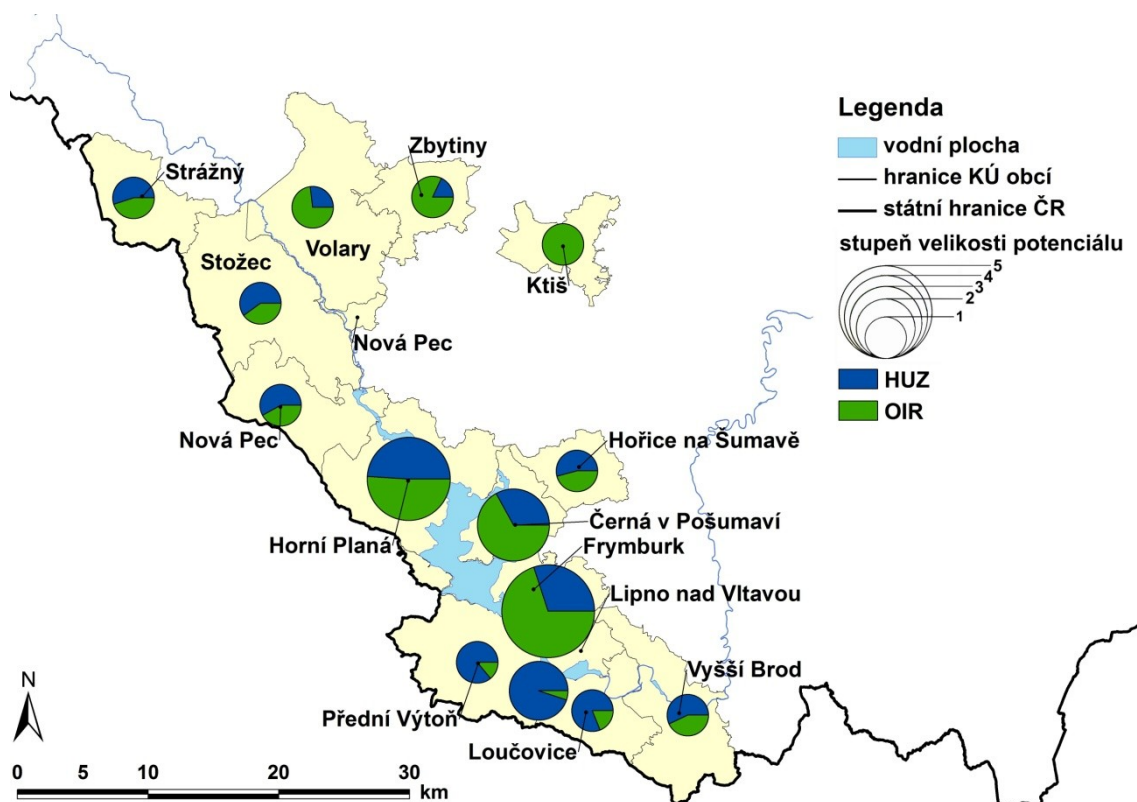 Zbytiny
Strážný
Volary
Ktiš
Stožec
Nová Pec
Nová Pec
Hořice na Šumavě
Černá v Pošumaví
Horní Planá
Frymburk
Lipno nad Vltavou
Vyšší Brod
Přední Výtoň
Loučovice
Legenda
vodní plocha
hranice KÚ obcí
státní hranice ČR
stupeň velikosti potenciálu
5
4
3
2
1
HUZ
OIR
N
0 5 10 20 30
km